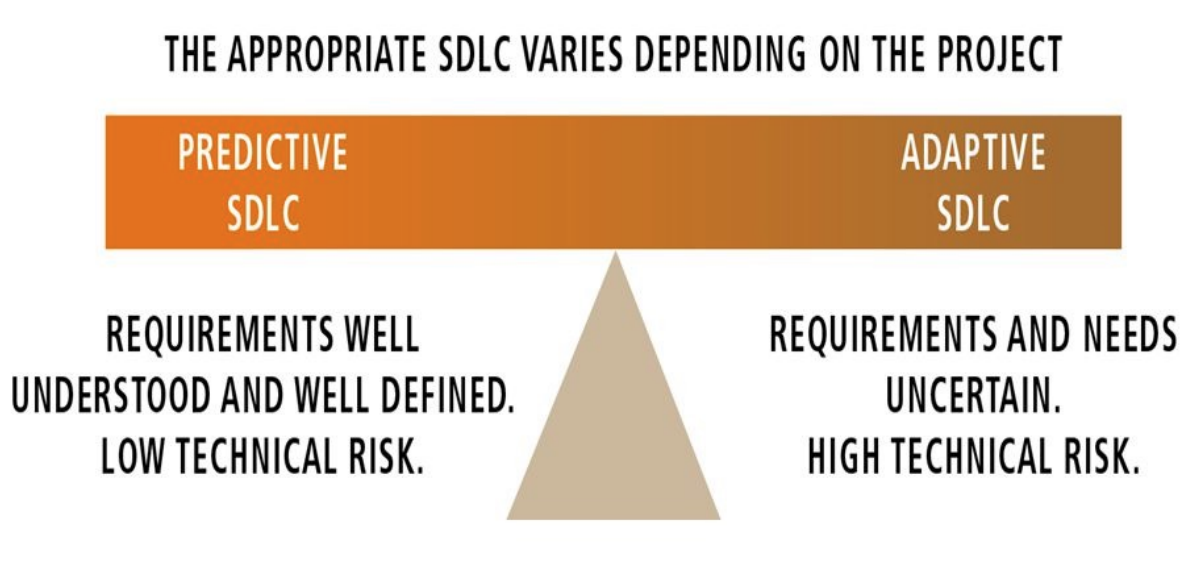 THE APPROPRIATE SDLC VARIES DEPENDING ON THE PROJECT
PREDICTIVE
SDLC
ADAPTIVE
SDLC
REQUIREMENTS WELL
UNDERSTOOD AND WELL DEFINED.
LOW TECHNICAL RISK.
REQUIREMENTS AND NEEDS
UNCERTAIN.
HIGH TECHNICAL RISK.